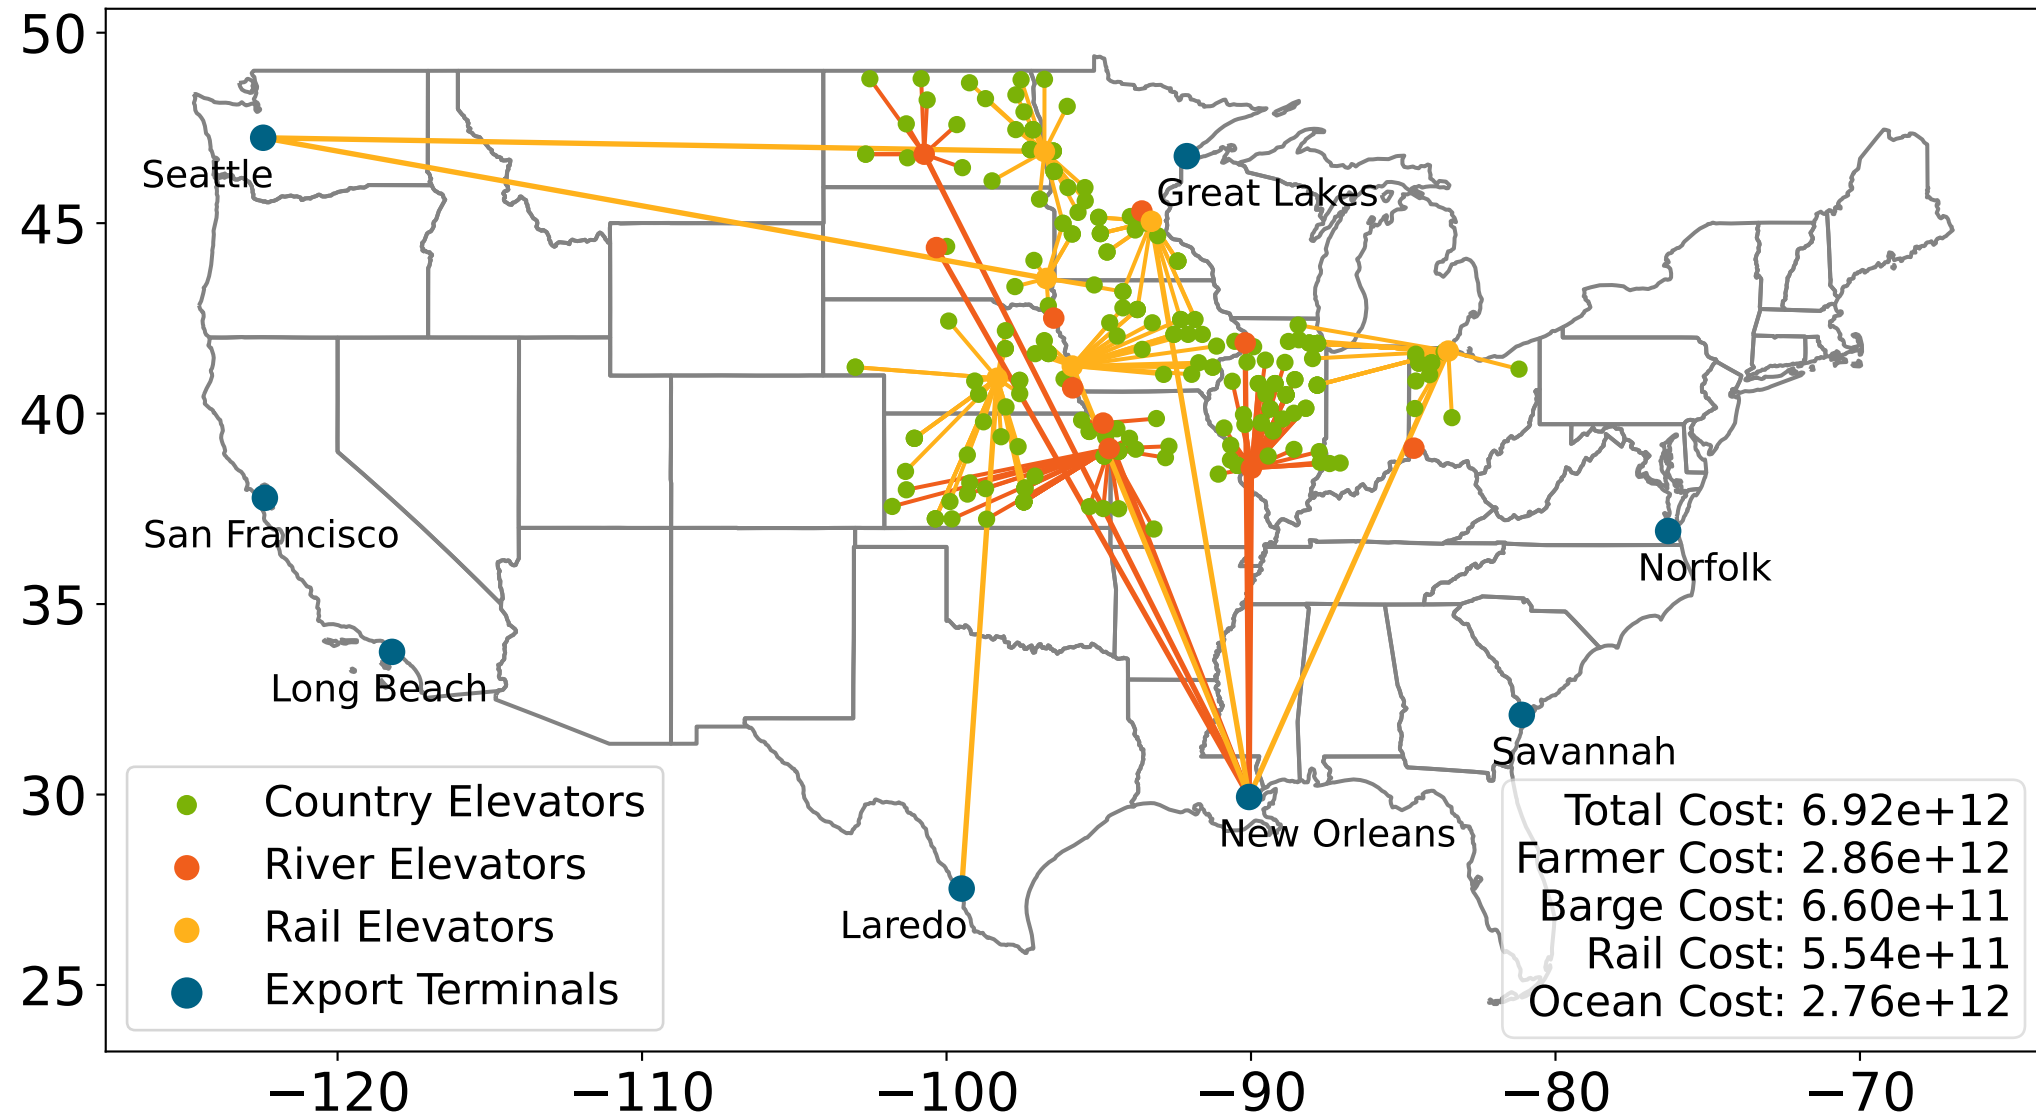 50
45
40
35
30
25
−120
−110
−100
−90
−80
−70
Seattle
Great Lakes
San Francisco
Norfolk
Long Beach
Savannah
New Orleans
Laredo
Country Elevators
River Elevators
Rail Elevators
Export Terminals
Total Cost: 6.92e+12
Farmer Cost: 2.86e+12
Barge Cost: 6.60e+11
Rail Cost: 5.54e+11
Ocean Cost: 2.76e+12